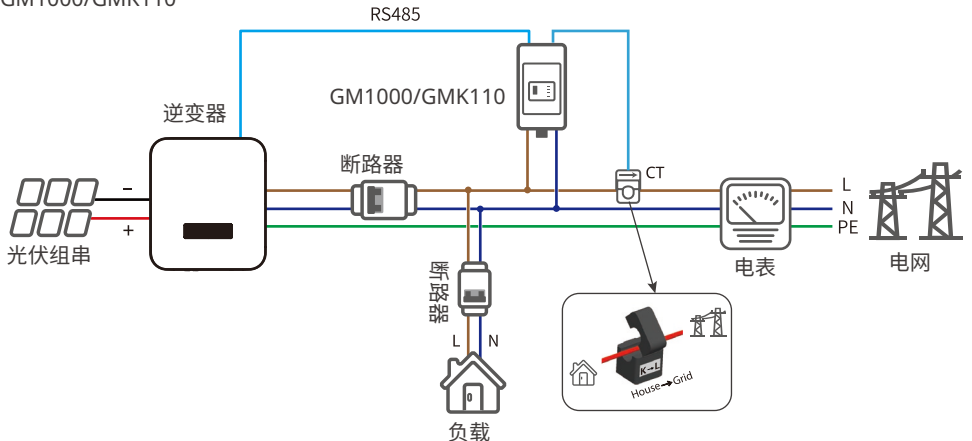 GM1000/GMK110
RS485
GM1000/GMK110
逆变器
断路器
CT
−
+
光伏组串
L
N
PE
电表
电网
断路器
L N
K→L
House→Grid
负载